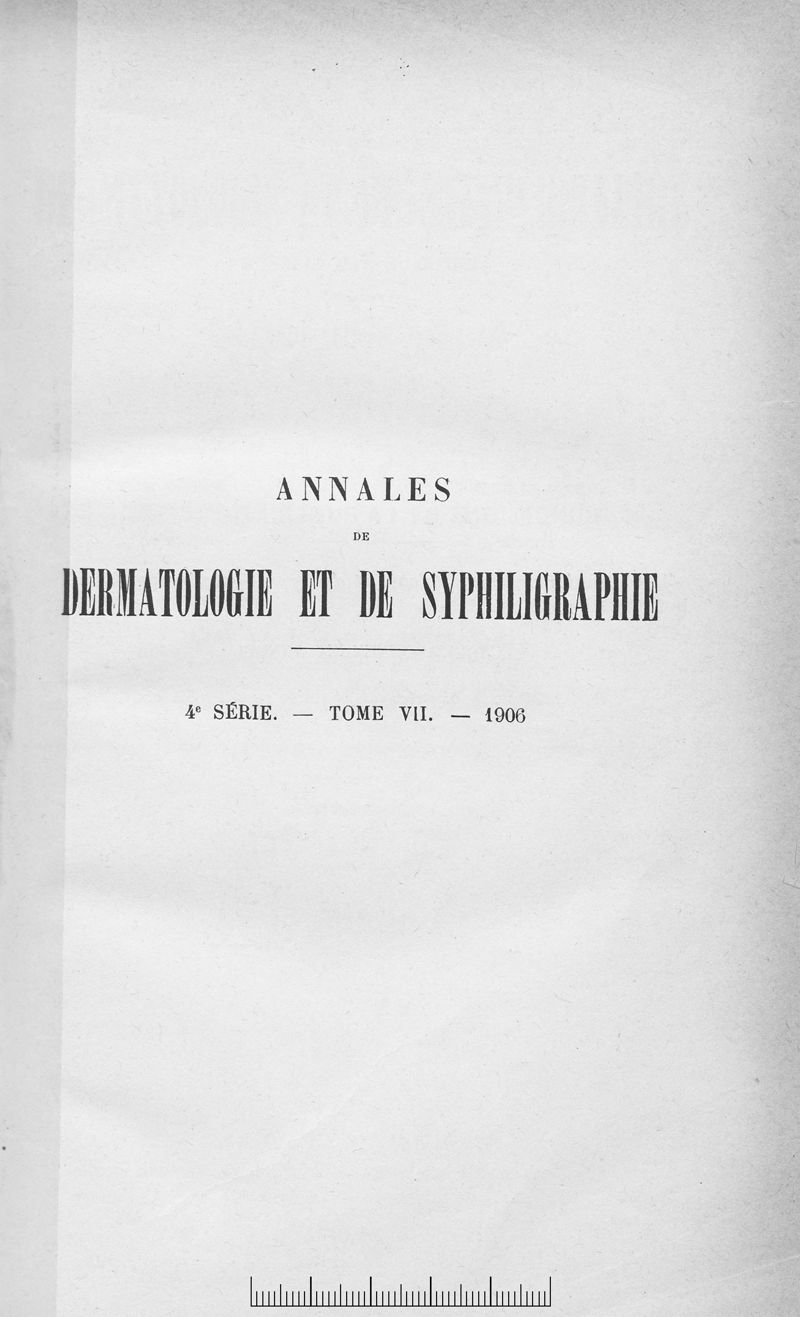 ANNALES
DE
DERMATOLOGIE ET DE SYPHILIGRAPHIE
4e SÉRIE. — TOME VII. — 1906